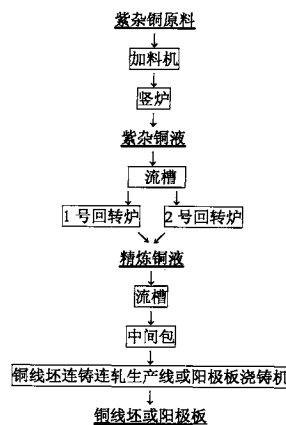 紫杂铜原料
加料机
竖炉
紫杂铜液
流槽
1号回转炉 2号回转炉
精炼铜液
流槽
中间包
铜线坯连铸连轧生产线或阳极板浇铸机
铜线坯或阳极板